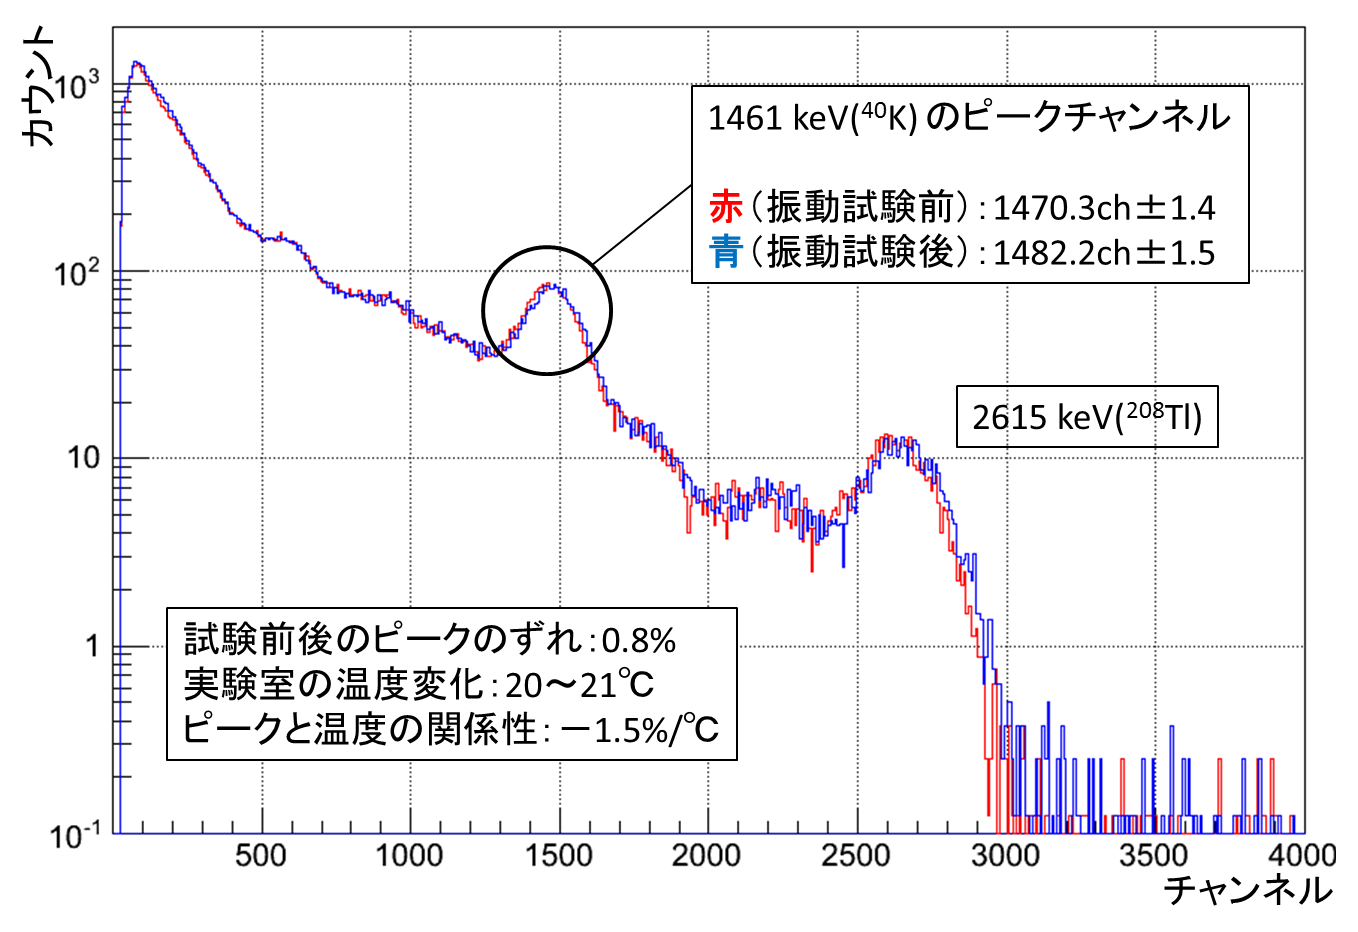 カウント
10³
10²
10
1
10⁻¹
1461 keV(⁴⁰K) のピークチャンネル
赤（振動試験前）：1470.3ch±1.4
青（振動試験後）：1482.2ch±1.5
2615 keV(²⁰⁸Tl)
試験前後のピークのずれ：0.8%
実験室の温度変化：20～21℃
ピークと温度の関係性：－1.5%/℃
500 1000 1500 2000 2500 3000 3500 4000
チャンネル